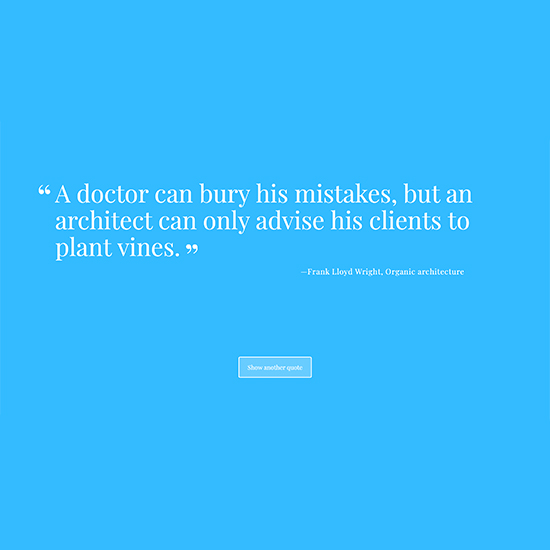 “ A doctor can bury his mistakes, but an
architect can only advise his clients to
plant vines. ”
—Frank Lloyd Wright, Organic architecture
Show another quote